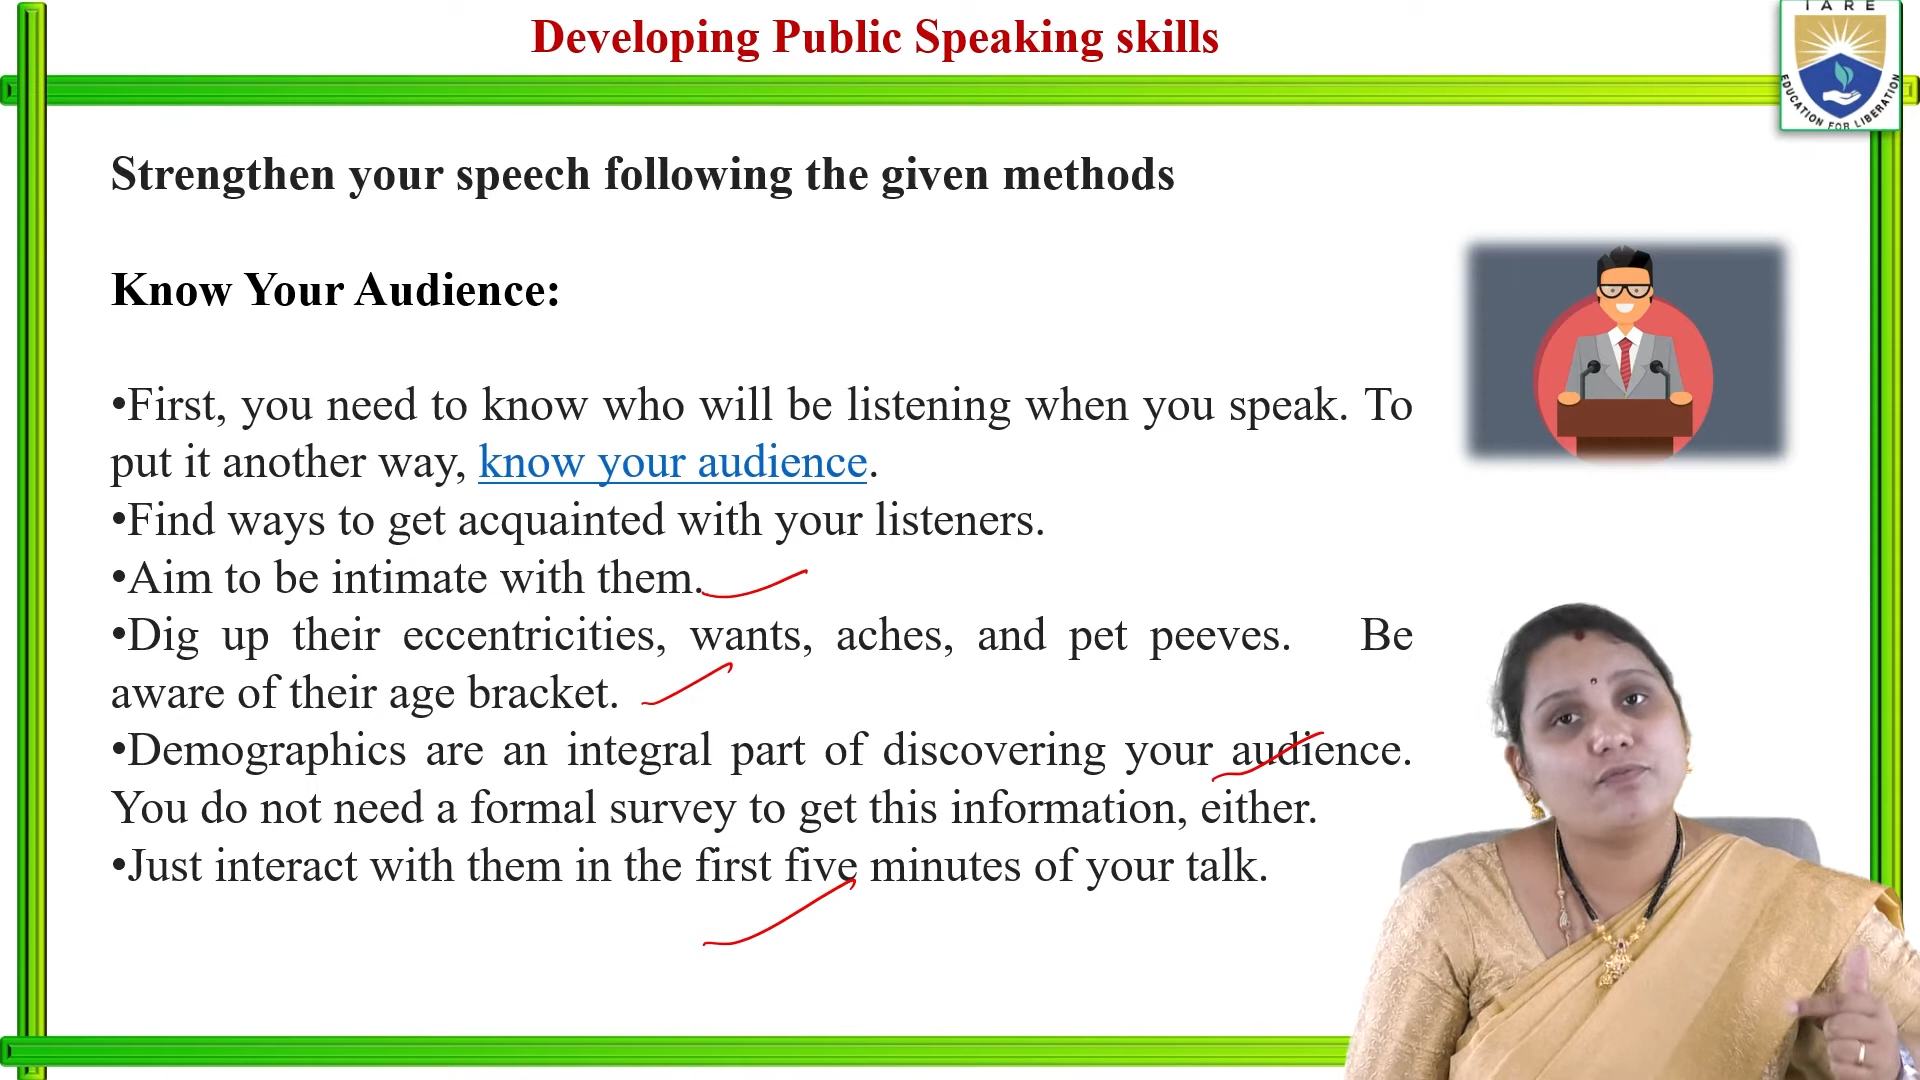 Developing Public Speaking skills
IARE
EDUCATION FOR LIBERATION
Strengthen your speech following the given methods
Know Your Audience:
•First, you need to know who will be listening when you speak. To
put it another way, know your audience.
•Find ways to get acquainted with your listeners.
•Aim to be intimate with them.
•Dig up their eccentricities, wants, aches, and pet peeves. Be
aware of their age bracket.
•Demographics are an integral part of discovering your audience.
You do not need a formal survey to get this information, either.
•Just interact with them in the first five minutes of your talk.